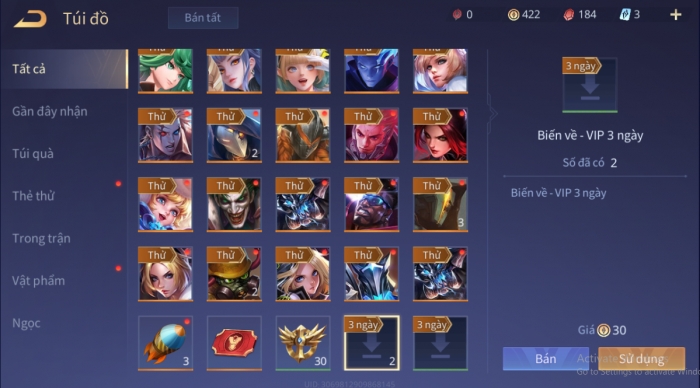 Túi đồ
Bán tất
0
422
184
3
+
Tất cả
Gần đây nhận
Túi quà
Thẻ thử
Trong trận
Vật phẩm
Ngọc
Thử Thử Thử Thử Thử
Thử Thử Thử Thử Thử
2
Thử Thử Thử Thử Thử
3
Thử Thử Thử Thử Thử
3 ngày 3 ngày
3 30 2
3 ngày
Biến về - VIP 3 ngày
Số đã có 2
Biến về - VIP 3 ngày
Giá 30
Bán
Sử dụng
Go to Settings to activate Wind